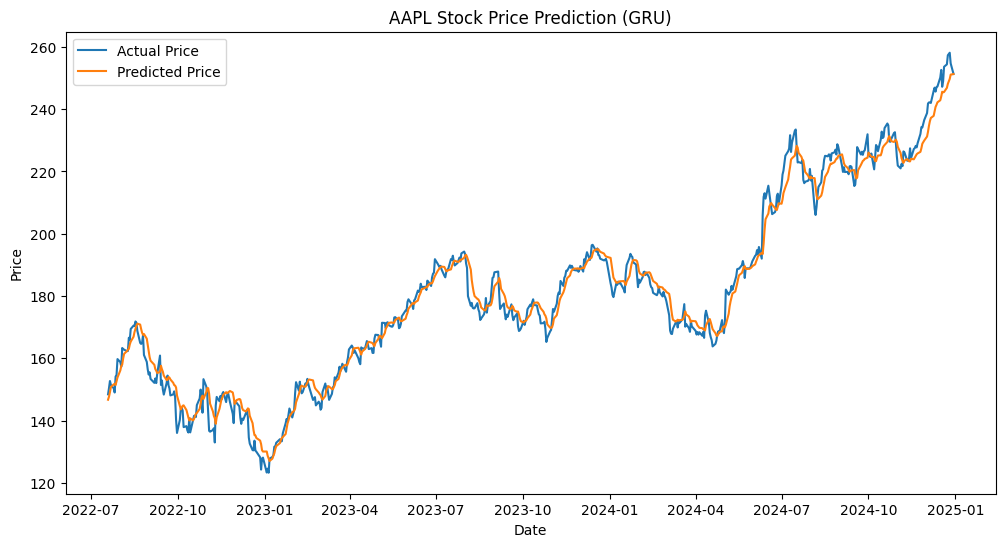 AAPL Stock Price Prediction (GRU)
Actual Price
Predicted Price
260
240
220
200
180
160
140
120
Price
2022-07 2022-10 2023-01 2023-04 2023-07 2023-10 2024-01 2024-04 2024-07 2024-10 2025-01
Date